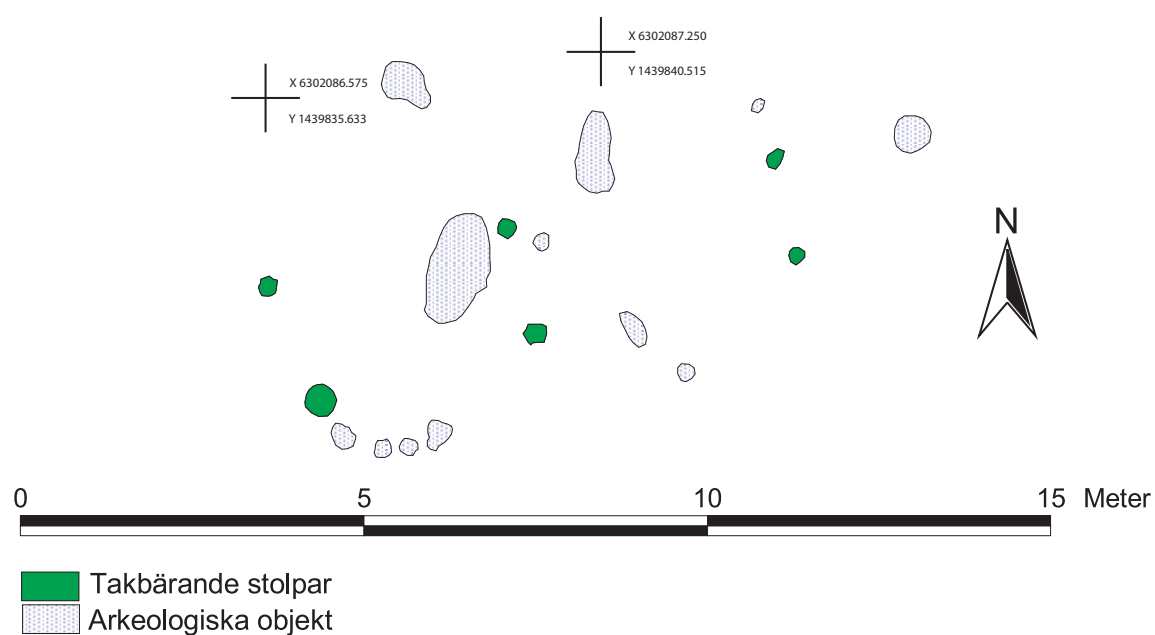 X 6302087.250
Y 1439840.515
X 6302086.575
Y 1439835.633
N
0 5 10 15 Meter
Takbärande stolpar
Arkeologiska objekt